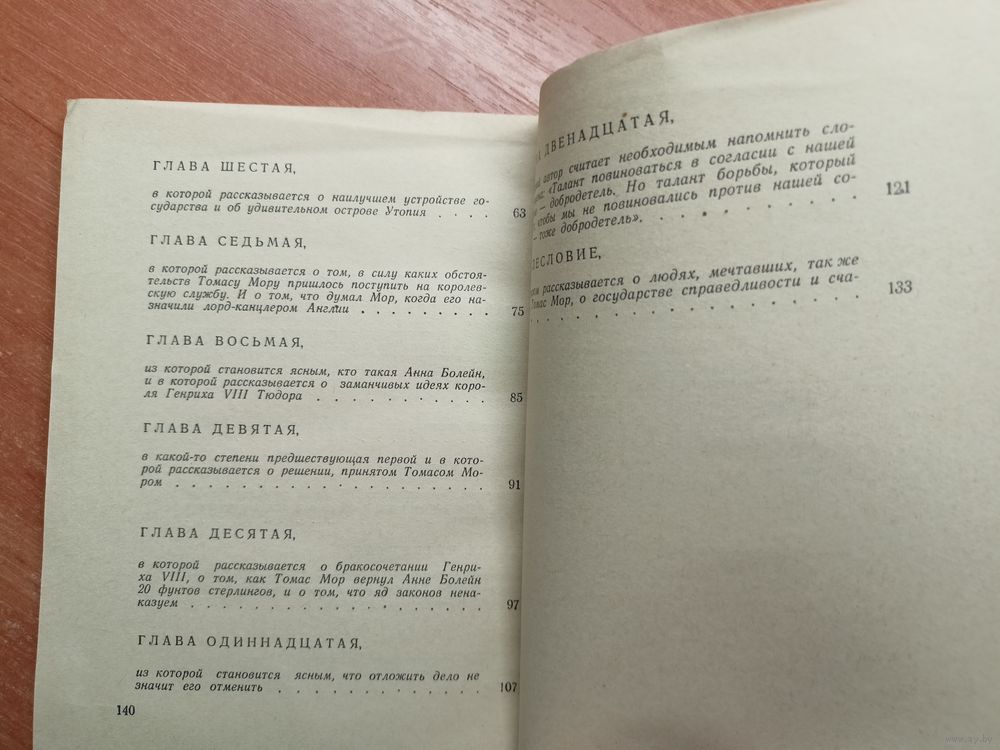 ГЛАВА ШЕСТАЯ,
в которой рассказывается о наилучшем устройстве го-
сударства и об удивительном острове Утопия . . . . 63
ГЛАВА СЕДЬМАЯ,
в которой рассказывается о том, в силу каких обстоя-
тельств Томасу Мору пришлось поступить на королев-
скую службу. И о том, что думал Мор, когда его на-
значили лорд-канцлером Англии . . . . . . . . . 75
ГЛАВА ВОСЬМАЯ,
из которой становится ясным, кто такая Анна Болейн,
и в которой рассказывается о заманчивых идеях коро-
ля Генриха VIII Тюдора . . . . . . . . . . . 85
ГЛАВА ДЕВЯТАЯ,
в какой-то степени предшествующая первой и в кото-
рой рассказывается о решении, принятом Томасом Мо-
ром . . . . . . . . . . . . . . . . 91
ГЛАВА ДЕСЯТАЯ,
в которой рассказывается о бракосочетании Генри-
ха VIII, о том, как Томас Мор вернул Анне Болейн
20 фунтов стерлингов, и о том, что яд законов нена-
казуем . . . . . . . . . . . . . . . 97
ГЛАВА ОДИННАДЦАТАЯ,
из которой становится ясным, что отложить дело не
значит его отменить . . . . . . . . . . . . 107
140
ДВЕНАДЦАТАЯ,
автор считает необходимым напомнить сло-
«Талант повиноваться в согласии с нашей
— добродетель. Но талант борьбы, который
чтобы мы не повиновались против нашей со-
— тоже добродетель». . . . . . . . . 121
ЕСЛОВИЕ,
рассказывается о людях, мечтавших, так же
Томас Мор, о государстве справедливости и сча-
. . . . . . . . . . . . . . . 133
www.ay.by